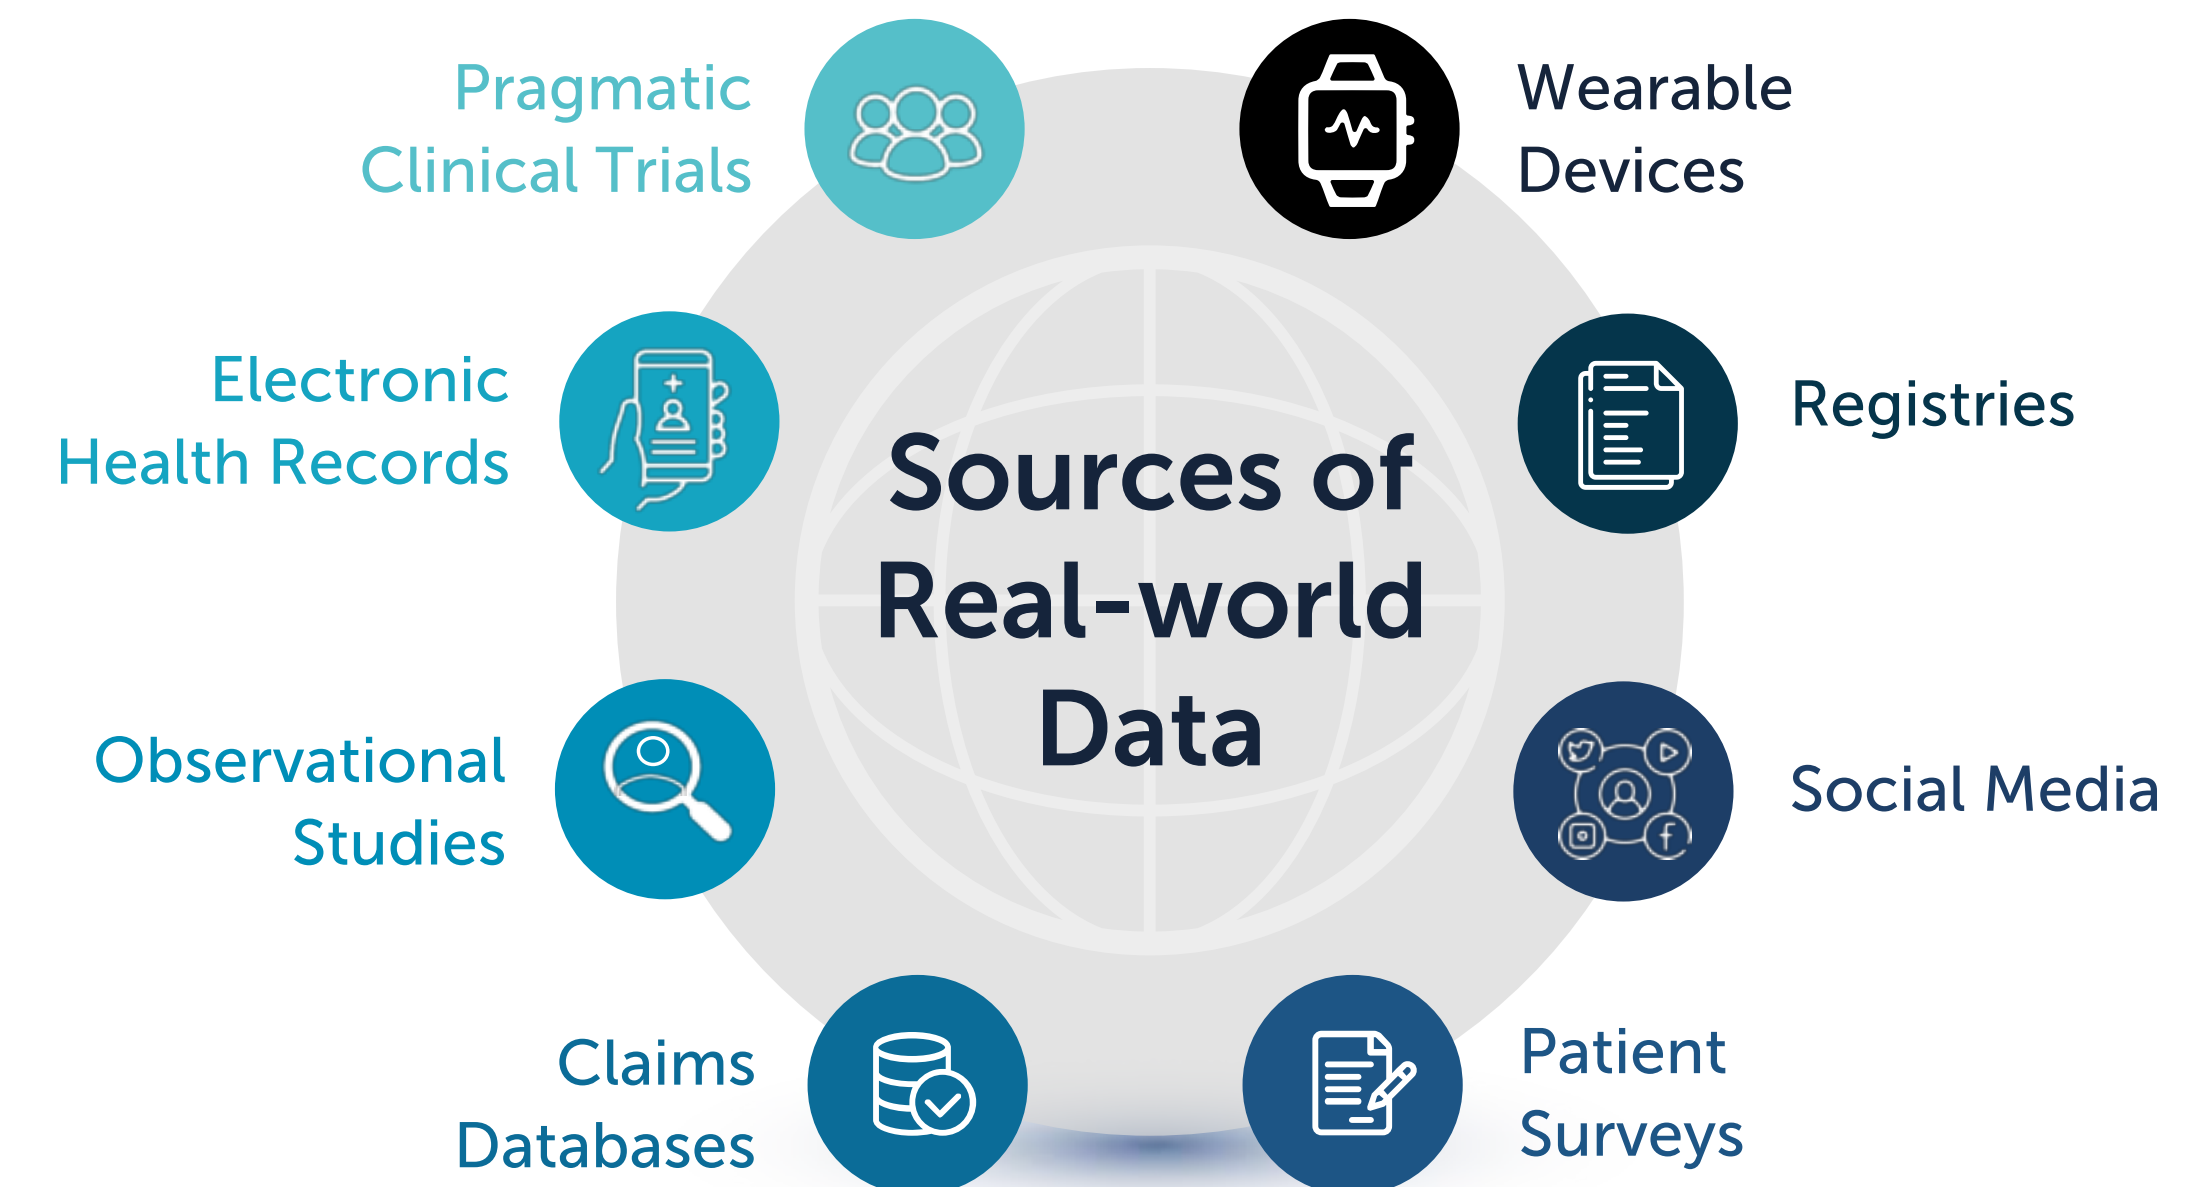 Pragmatic
Clinical Trials
Wearable
Devices
Electronic
Health Records
Registries
Sources of
Real-world
Data
Observational
Studies
Social Media
Claims
Databases
Patient
Surveys